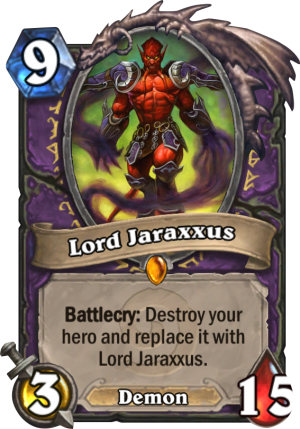 9
Lord Jaraxxus
Battlecry: Destroy your
hero and replace it with
Lord Jaraxxus.
3
Demon
15